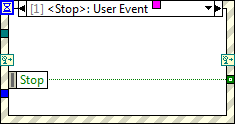 [1] <Stop>: User Event
Stop